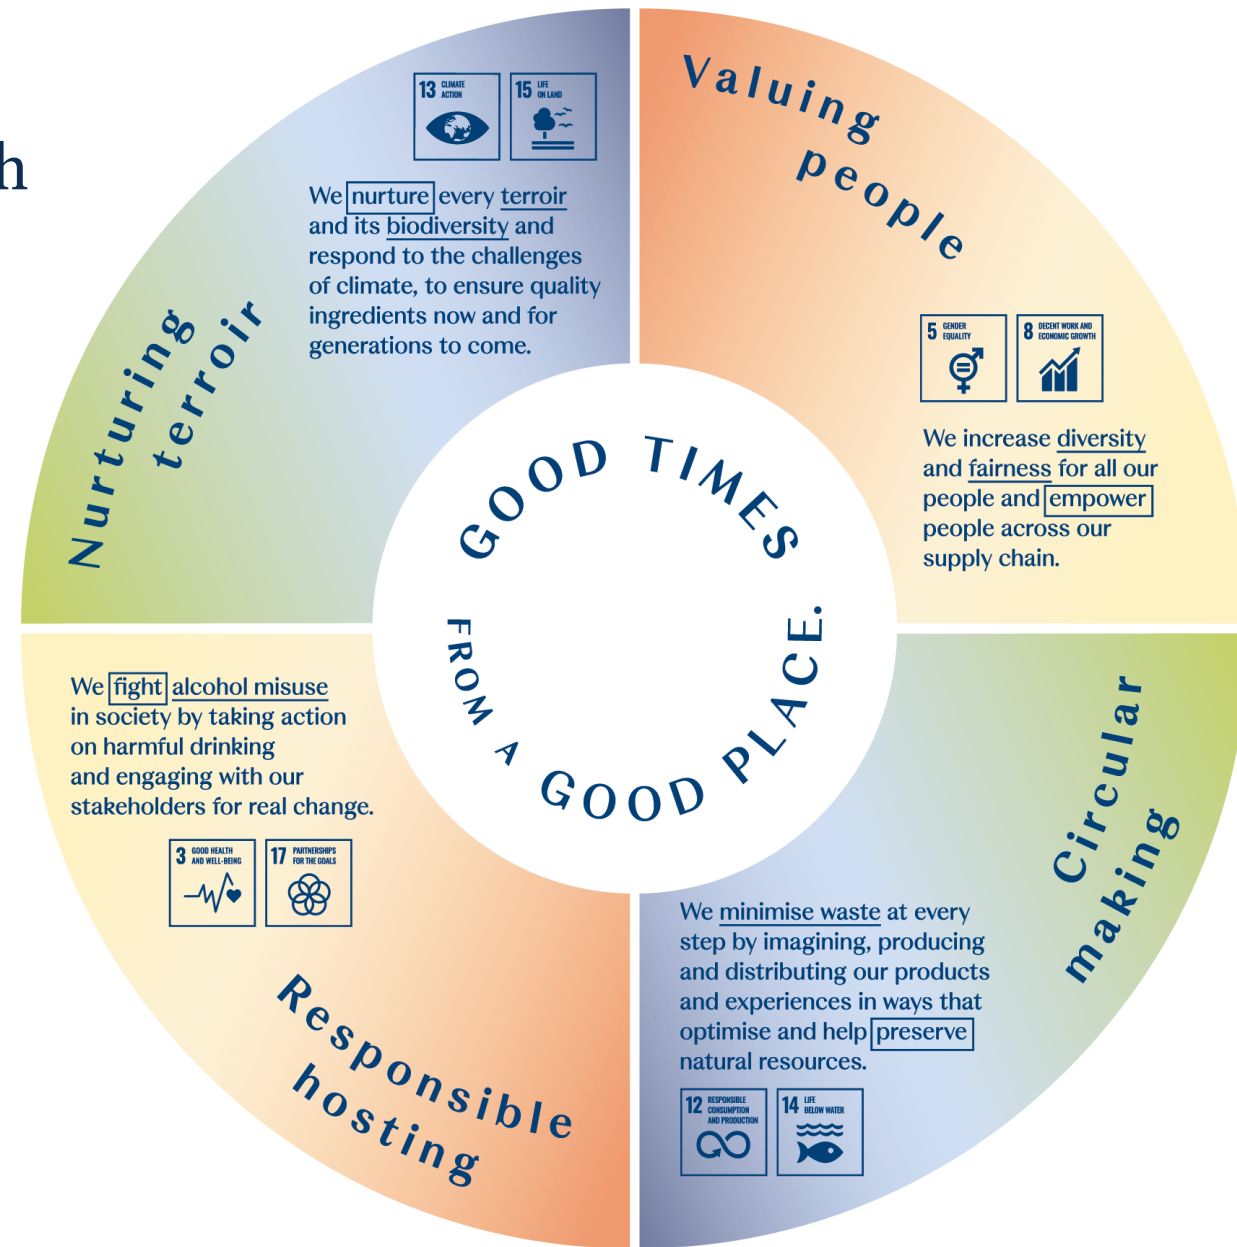 h
13 CLIMATE
ACTION
15 LIFE
ON LAND
We nurture every terroir
and its biodiversity and
respond to the challenges
of climate, to ensure quality
ingredients now and for
generations to come.
Nurturing
terroir
Valuing
people
5 GENDER
EQUALITY
8 DECENT WORK AND
ECONOMIC GROWTH
We increase diversity
and fairness for all our
people and empower
people across our
supply chain.
GOOD TIMES
FROM A GOOD PLACE.
We fight alcohol misuse
in society by taking action
on harmful drinking
and engaging with our
stakeholders for real change.
3 GOOD HEALTH
AND WELL-BEING
17 PARTNERSHIPS
FOR THE GOALS
Responsible
hosting
Circular
making
We minimise waste at every
step by imagining, producing
and distributing our products
and experiences in ways that
optimise and help preserve
natural resources.
12 RESPONSIBLE
CONSUMPTION
AND PRODUCTION
14 LIFE
BELOW WATER